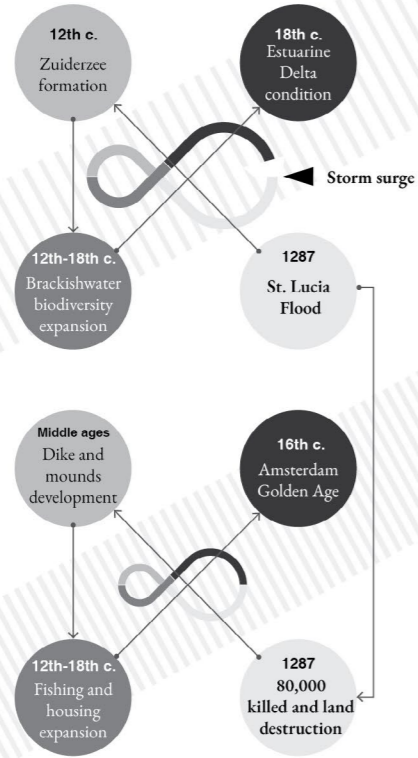 12th c.
Zuiderzee
formation
18th c.
Estuarine
Delta
condition
Storm surge
12th-18th c.
Brackishwater
biodiversity
expansion
1287
St. Lucia
Flood
Middle ages
Dike and
mounds
development
16th c.
Amsterdam
Golden Age
12th-18th c.
Fishing and
housing
expansion
1287
80,000
killed and land
destruction